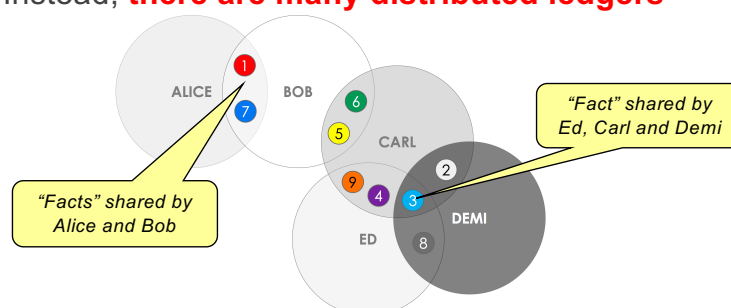 instead, there are many distributed ledgers
1
ALICE
BOB
7
6
5
CARL
"Fact" shared by
Ed, Carl and Demi
2
9
4
3
"Facts" shared by
Alice and Bob
DEMI
ED
8